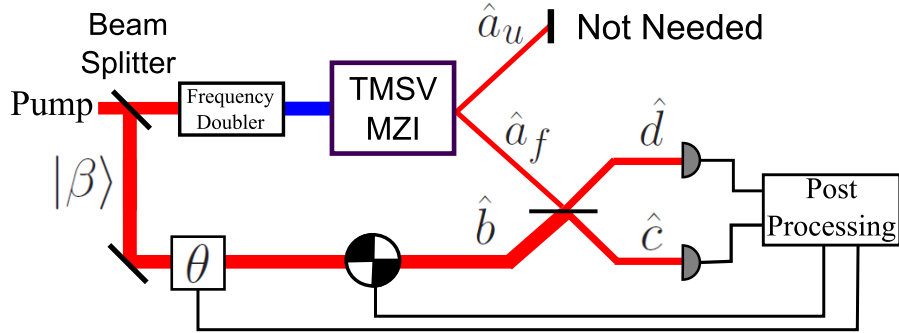 Beam
Splitter
Pump
Frequency
Doubler
TMSV
MZI
â_u
Not Needed
â_f
|β⟩
θ
b̂
d̂
ĉ
Post
Processing